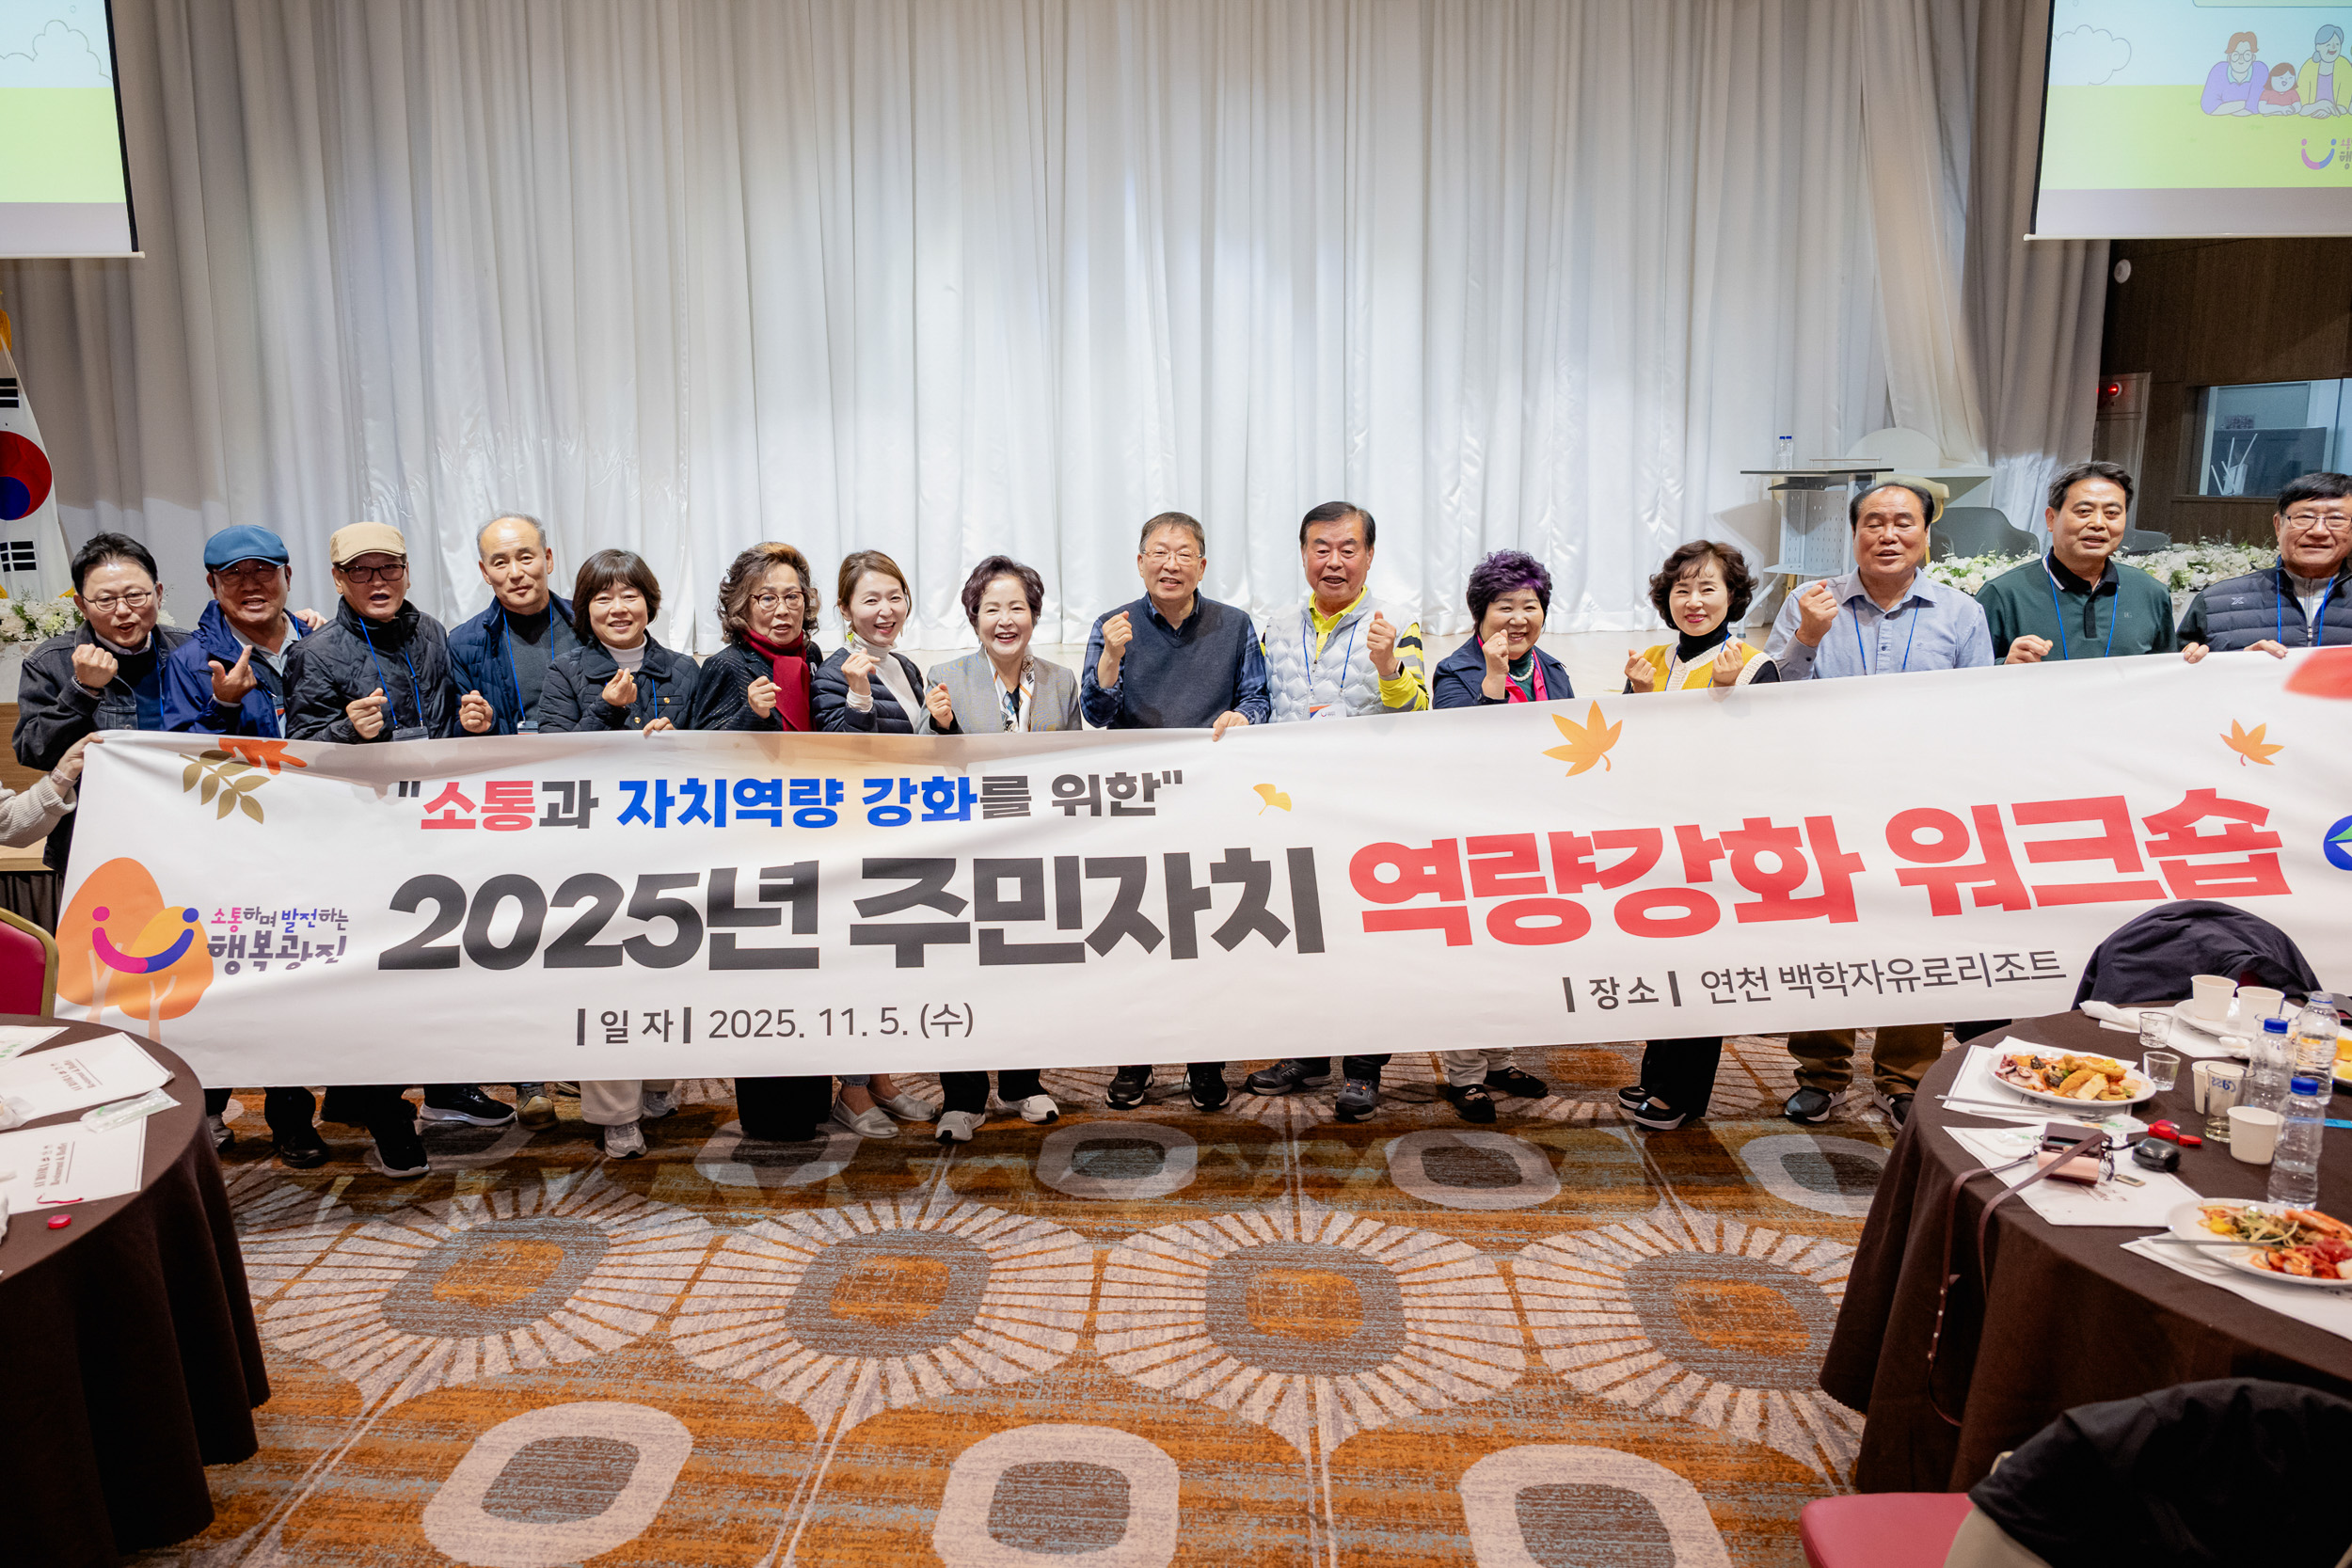 "소통과 자치역량 강화를 위한"
2025년 주민자치 역량강화 워크숍
소통하며 발전하는
행복광진
| 일 자 | 2025. 11. 5. (수)
| 장 소 | 연천 백학자유로리조트